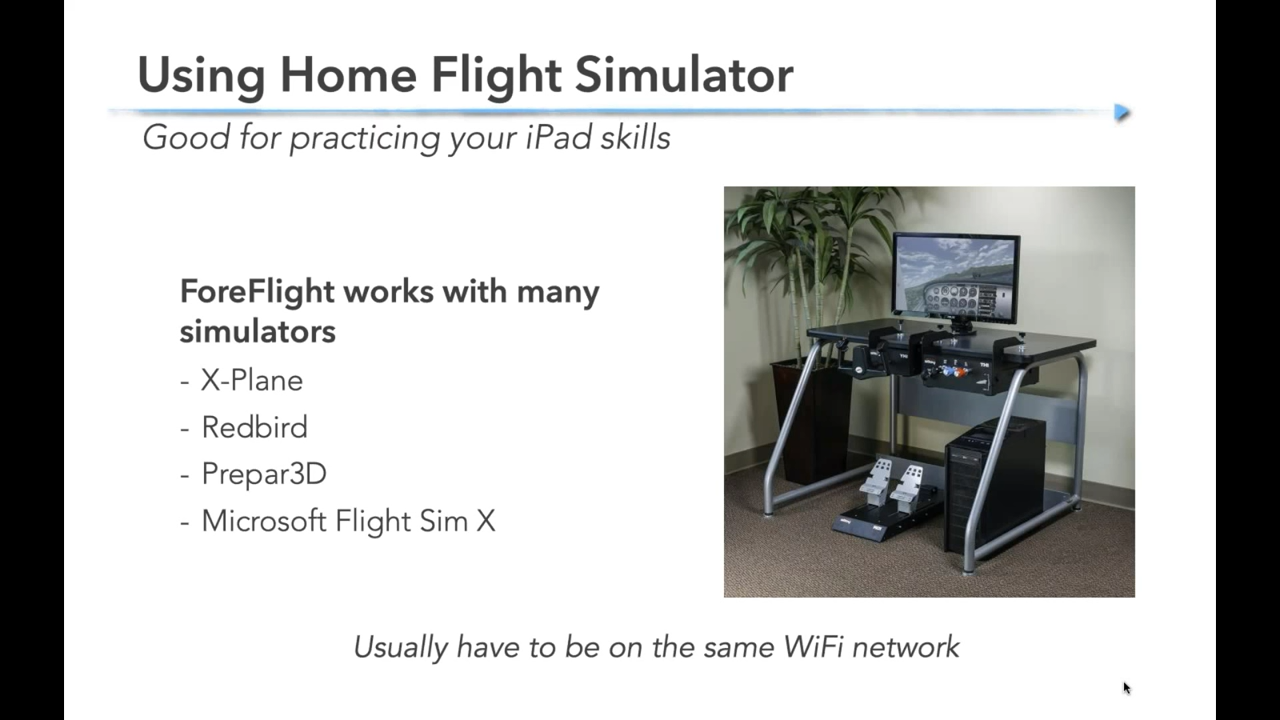 Using Home Flight Simulator
Good for practicing your iPad skills
ForeFlight works with many
simulators
- X-Plane
- Redbird
- Prepar3D
- Microsoft Flight Sim X
Usually have to be on the same WiFi network